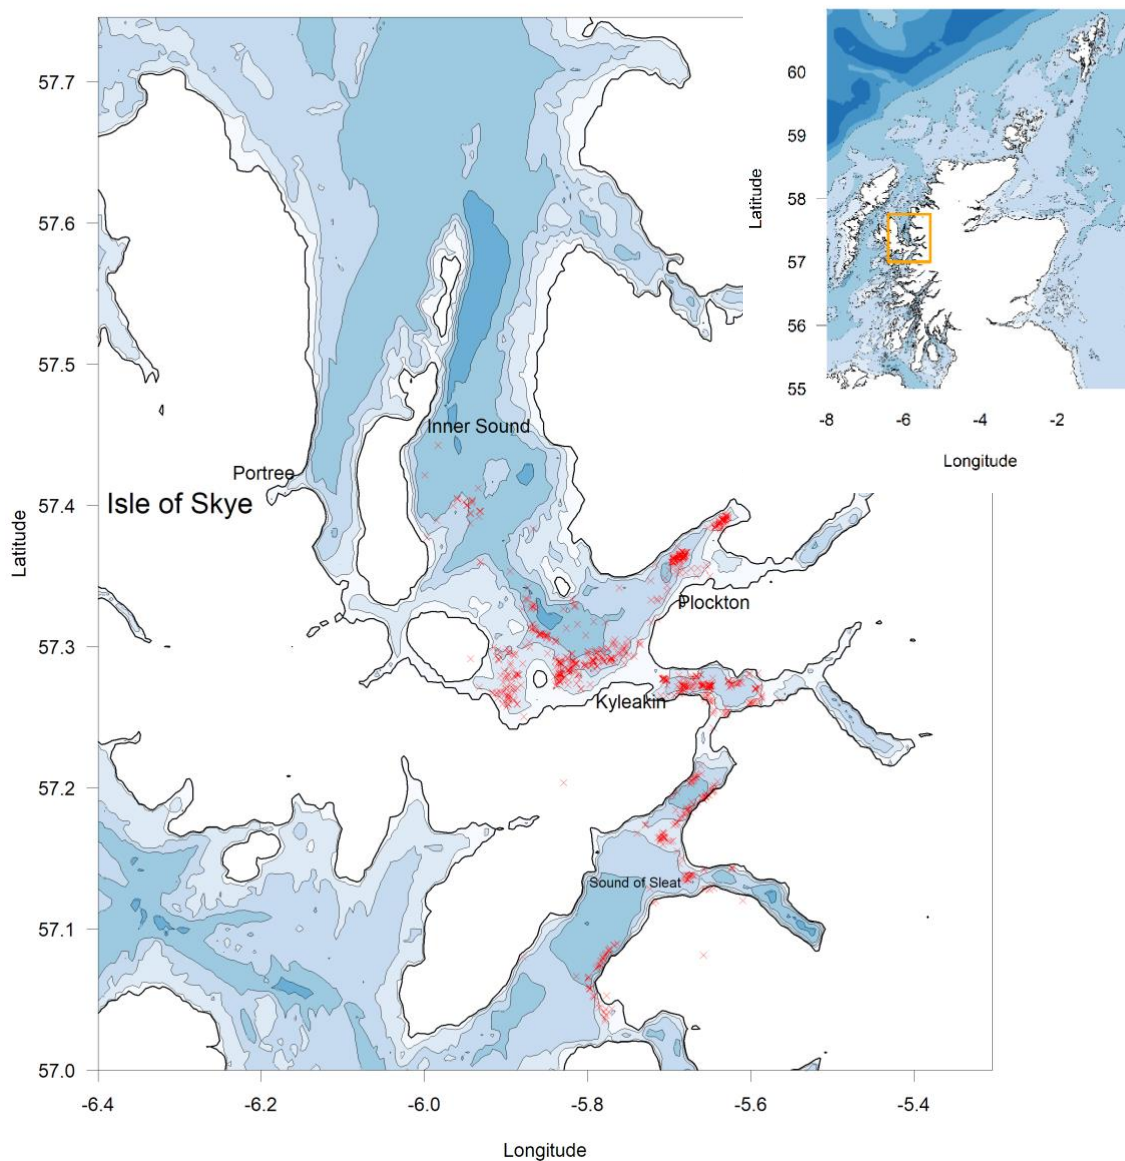 57.7
57.6
57.5
57.4
57.3
57.2
57.1
57.0
Latitude
-6.4
-6.2
-6.0
-5.8
-5.6
-5.4
Longitude
Inner Sound
Portree
Isle of Skye
Plockton
Kyleakin
Sound of Sleat
60
59
58
57
56
55
Latitude
-8
-6
-4
-2
Longitude